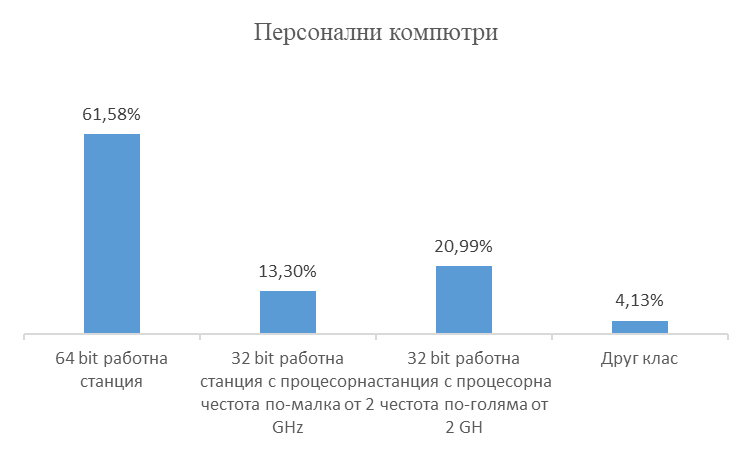 Персонални компютри
61,58%
13,30%
20,99%
4,13%
64 bit работна
станция
32 bit работна
станция с процесорна
честота по-малка от 2
GHz
32 bit работна
станция с процесорна
честота по-голяма от
2 GH
Друг клас